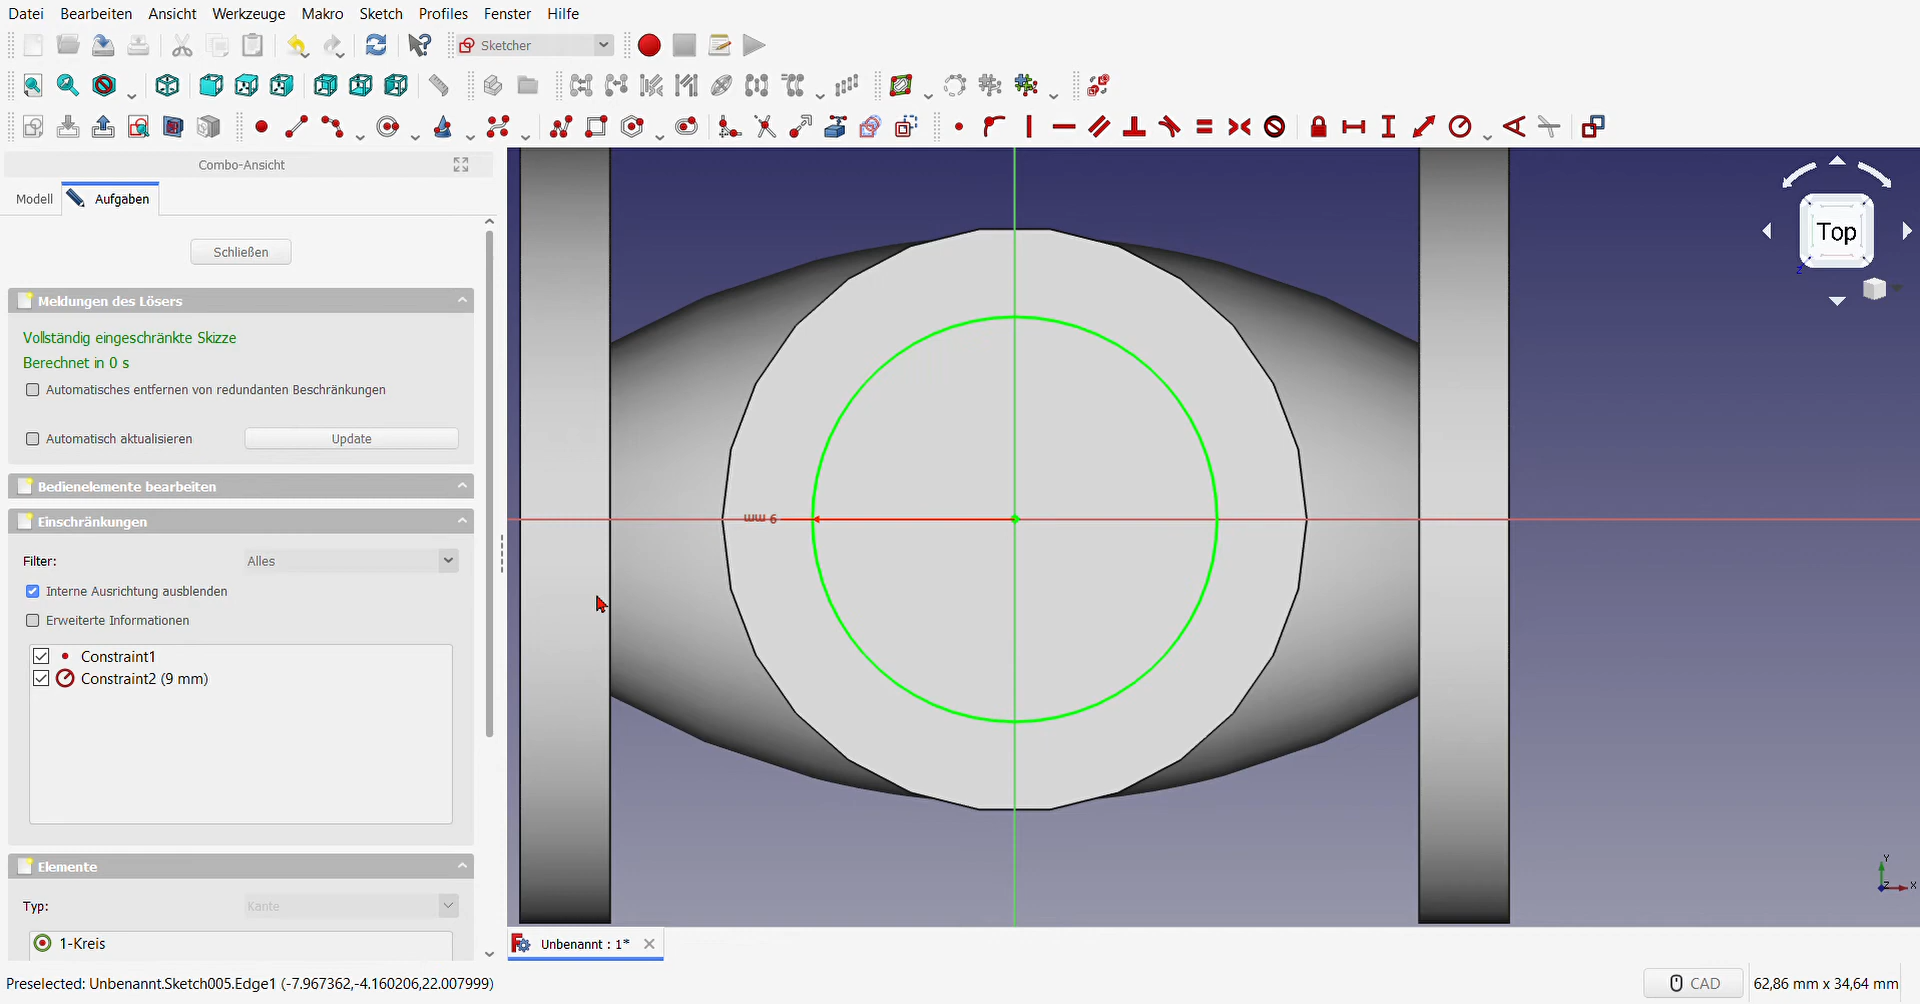 Datei Bearbeiten Ansicht Werkzeuge Makro Sketch Profiles Fenster Hilfe
Sketcher
Combo-Ansicht
Modell Aufgaben
Schließen
Meldungen des Lösers
Vollständig eingeschränkte Skizze
Berechnet in 0 s
Automatisches entfernen von redundanten Beschränkungen
Automatisch aktualisieren Update
Bedienelemente bearbeiten
Einschränkungen
Filter: Alles
Interne Ausrichtung ausblenden
Erweiterte Informationen
Constraint1
Constraint2 (9 mm)
Elemente
Typ: Kante
1-Kreis
9 mm
Top
Z
Y
Z X
Unbenannt : 1*
Preselected: Unbenannt.Sketch005.Edge1 (-7.967362,-4.160206,22.007999)
CAD 62,86 mm x 34,64 mm